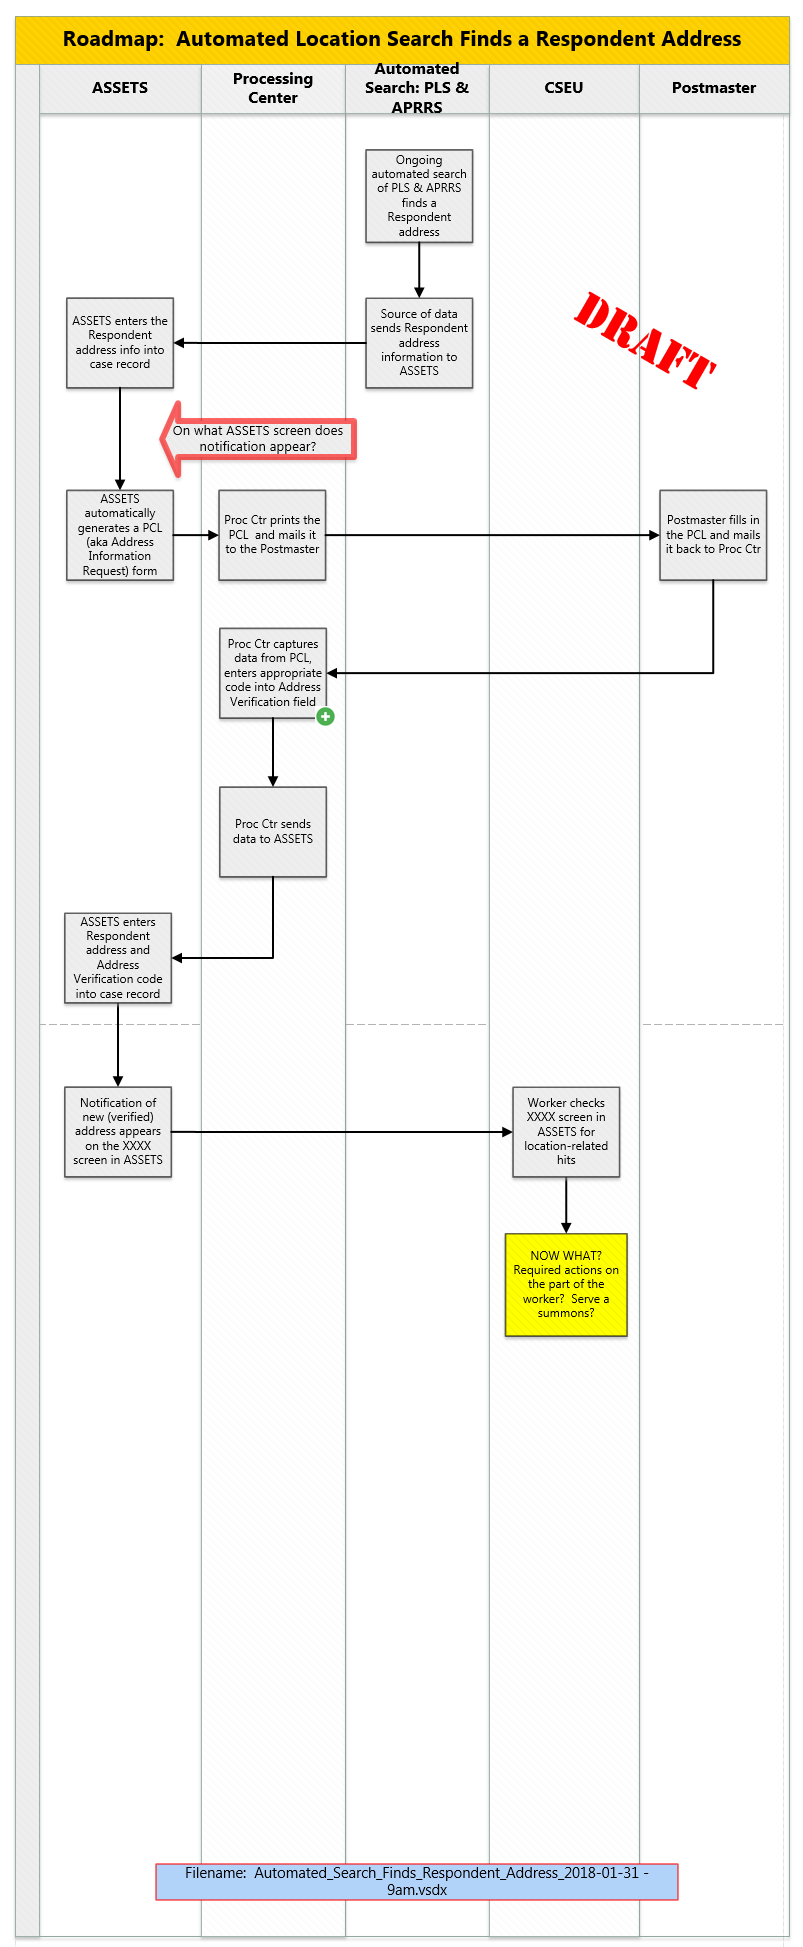 Roadmap:  Automated Location Search Finds a Respondent Address
ASSETS
Processing
Center
Automated
Search: PLS &
APRRS
CSEU
Postmaster
Ongoing
automated search
of PLS & APRRS
finds a
Respondent
address
ASSETS enters the
Respondent
address info into
case record
Source of data
sends Respondent
address
information to
ASSETS
DRAFT
On what ASSETS screen does
notification appear?
ASSETS
automatically
generates a PCL
(aka Address
Information
Request) form
Proc Ctr prints the
PCL  and mails it
to the Postmaster
Postmaster fills in
the PCL and mails
it back to Proc Ctr
Proc Ctr captures
data from PCL,
enters appropriate
code into Address
Verification field
Proc Ctr sends
data to ASSETS
ASSETS enters
Respondent
address and
Address
Verification code
into case record
Notification of
new (verified)
address appears
on the XXXX
screen in ASSETS
Worker checks
XXXX screen in
ASSETS for
location-related
hits
NOW WHAT?
Required actions on
the part of the
worker?  Serve a
summons?
Filename:  Automated_Search_Finds_Respondent_Address_2018-01-31 -
9am.vsdx